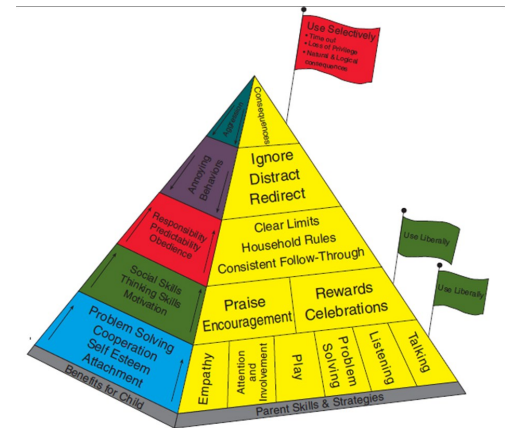 Use Selectively
• Time out
• Loss of Privilege
• Natural & Logical
consequences
Aggression
Consequences
Annoying
Behaviors
Ignore
Distract
Redirect
Responsibility
Predictability
Obedience
Clear Limits
Household Rules
Consistent Follow-Through
Use Liberally
Social Skills
Thinking Skills
Motivation
Praise
Encouragement
Rewards
Celebrations
Use Liberally
Problem Solving
Cooperation
Self Esteem
Attachment
Empathy
Attention
and
Involvement
Play
Problem
Solving
Listening
Talking
Benefits for Child
Parent Skills & Strategies